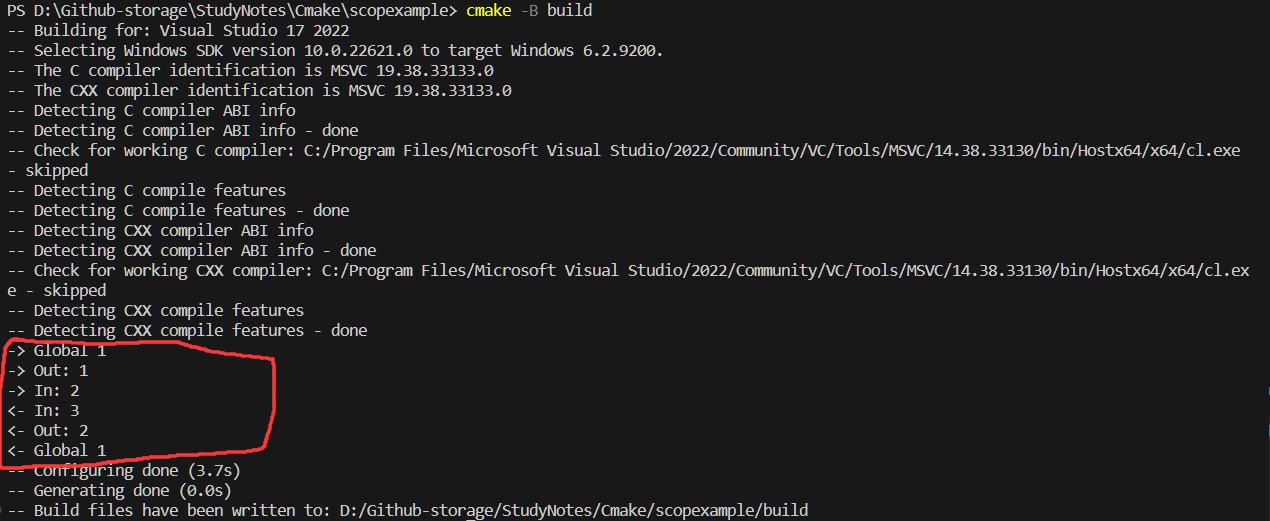 PS D:\Github-storage\StudyNotes\Cmake\scopexample> cmake -B build
-- Building for: Visual Studio 17 2022
-- Selecting Windows SDK version 10.0.22621.0 to target Windows 6.2.9200.
-- The C compiler identification is MSVC 19.38.33133.0
-- The CXX compiler identification is MSVC 19.38.33133.0
-- Detecting C compiler ABI info
-- Detecting C compiler ABI info - done
-- Check for working C compiler: C:/Program Files/Microsoft Visual Studio/2022/Community/VC/Tools/MSVC/14.38.33130/bin/Hostx64/x64/cl.exe
- skipped
-- Detecting C compile features
-- Detecting C compile features - done
-- Detecting CXX compiler ABI info
-- Detecting CXX compiler ABI info - done
-- Check for working CXX compiler: C:/Program Files/Microsoft Visual Studio/2022/Community/VC/Tools/MSVC/14.38.33130/bin/Hostx64/x64/cl.ex
e - skipped
-- Detecting CXX compile features
-- Detecting CXX compile features - done
-> Global 1
-> Out: 1
-> In: 2
<- In: 3
<- Out: 2
<- Global 1
-- Configuring done (3.7s)
-- Generating done (0.0s)
-- Build files have been written to: D:/Github-storage/StudyNotes/Cmake/scopexample/build